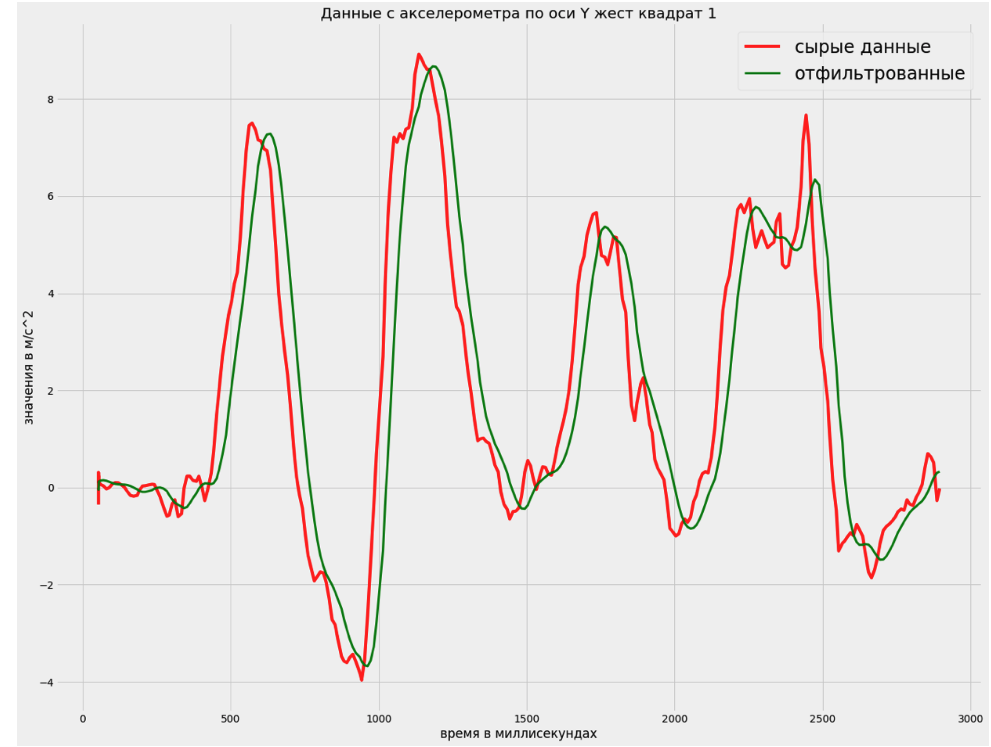 Данные с акселерометра по оси Y жест квадрат 1
сырые данные
отфильтрованные
значения в м/с^2
8
6
4
2
0
−2
−4
0 500 1000 1500 2000 2500 3000
время в миллисекундах